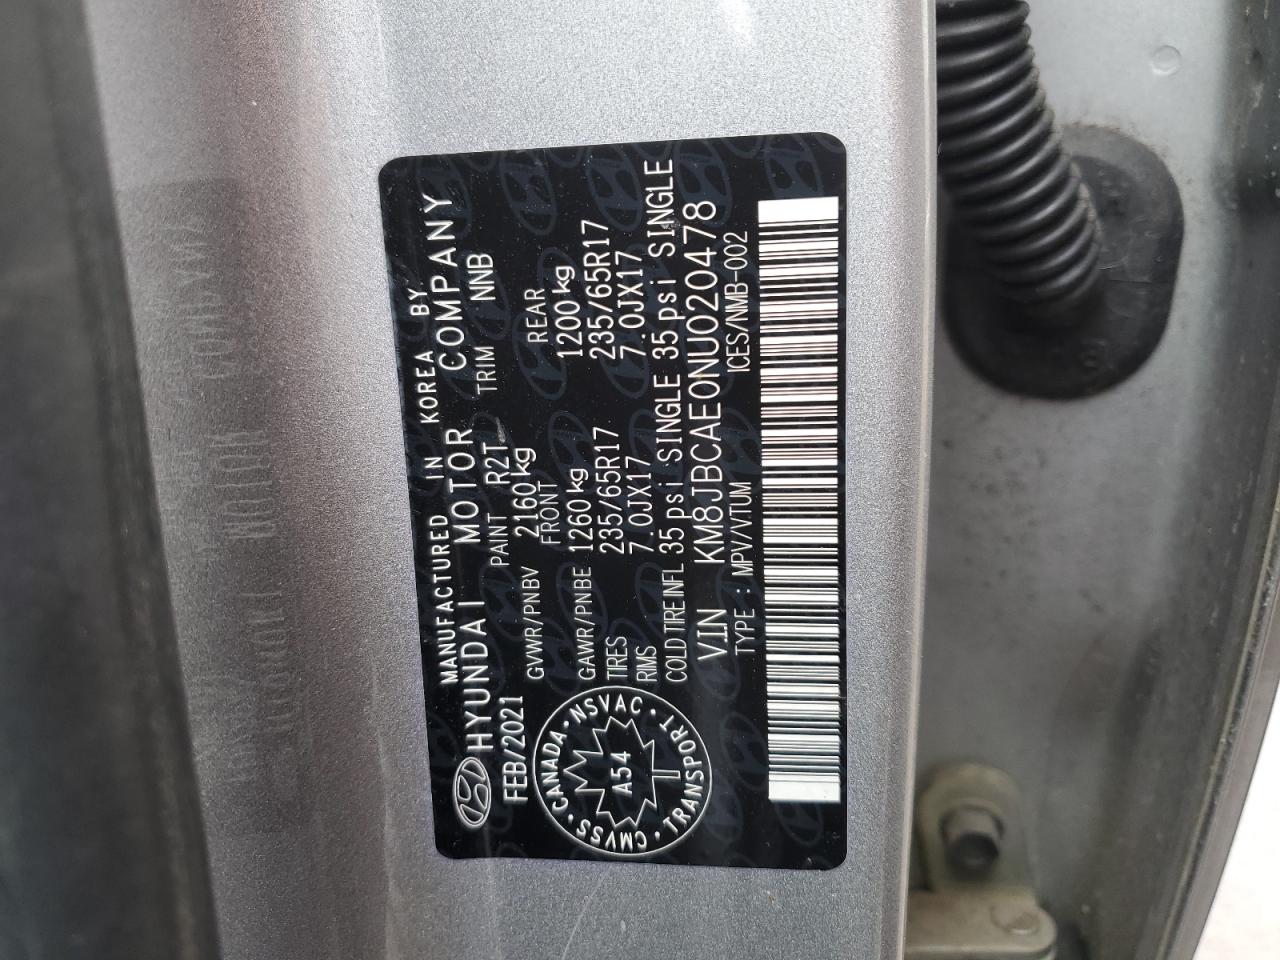 MANUFACTURED IN KOREA BY
HYUNDAI MOTOR COMPANY
FEB/2021 PAINT R2T TRIM NNB
GVWR/PNBV 2160 kg
FRONT REAR
GAWR/PNBE 1260 kg 1200 kg
TIRES 235/65R17 235/65R17
RIMS 7.0JX17 7.0JX17
COLD TIRE INFL 35 psi SINGLE 35 psi SINGLE
VIN KM8JBCAE0NU020478
TYPE : MPV/VTUM ICES/NMB-002
CANADA · NSVAC · TRANSPORT · CMVSS ·
A54